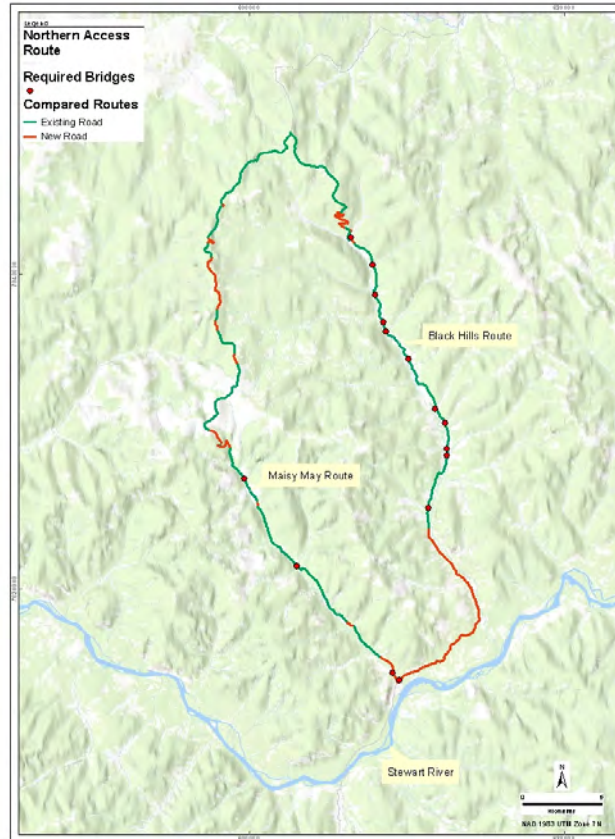 Northern Access
Route
Required Bridges
Compared Routes
Existing Road
New Road
Black Hills Route
Maisy May Route
Stewart River
N
NAD 1983 UTM Zone 7N